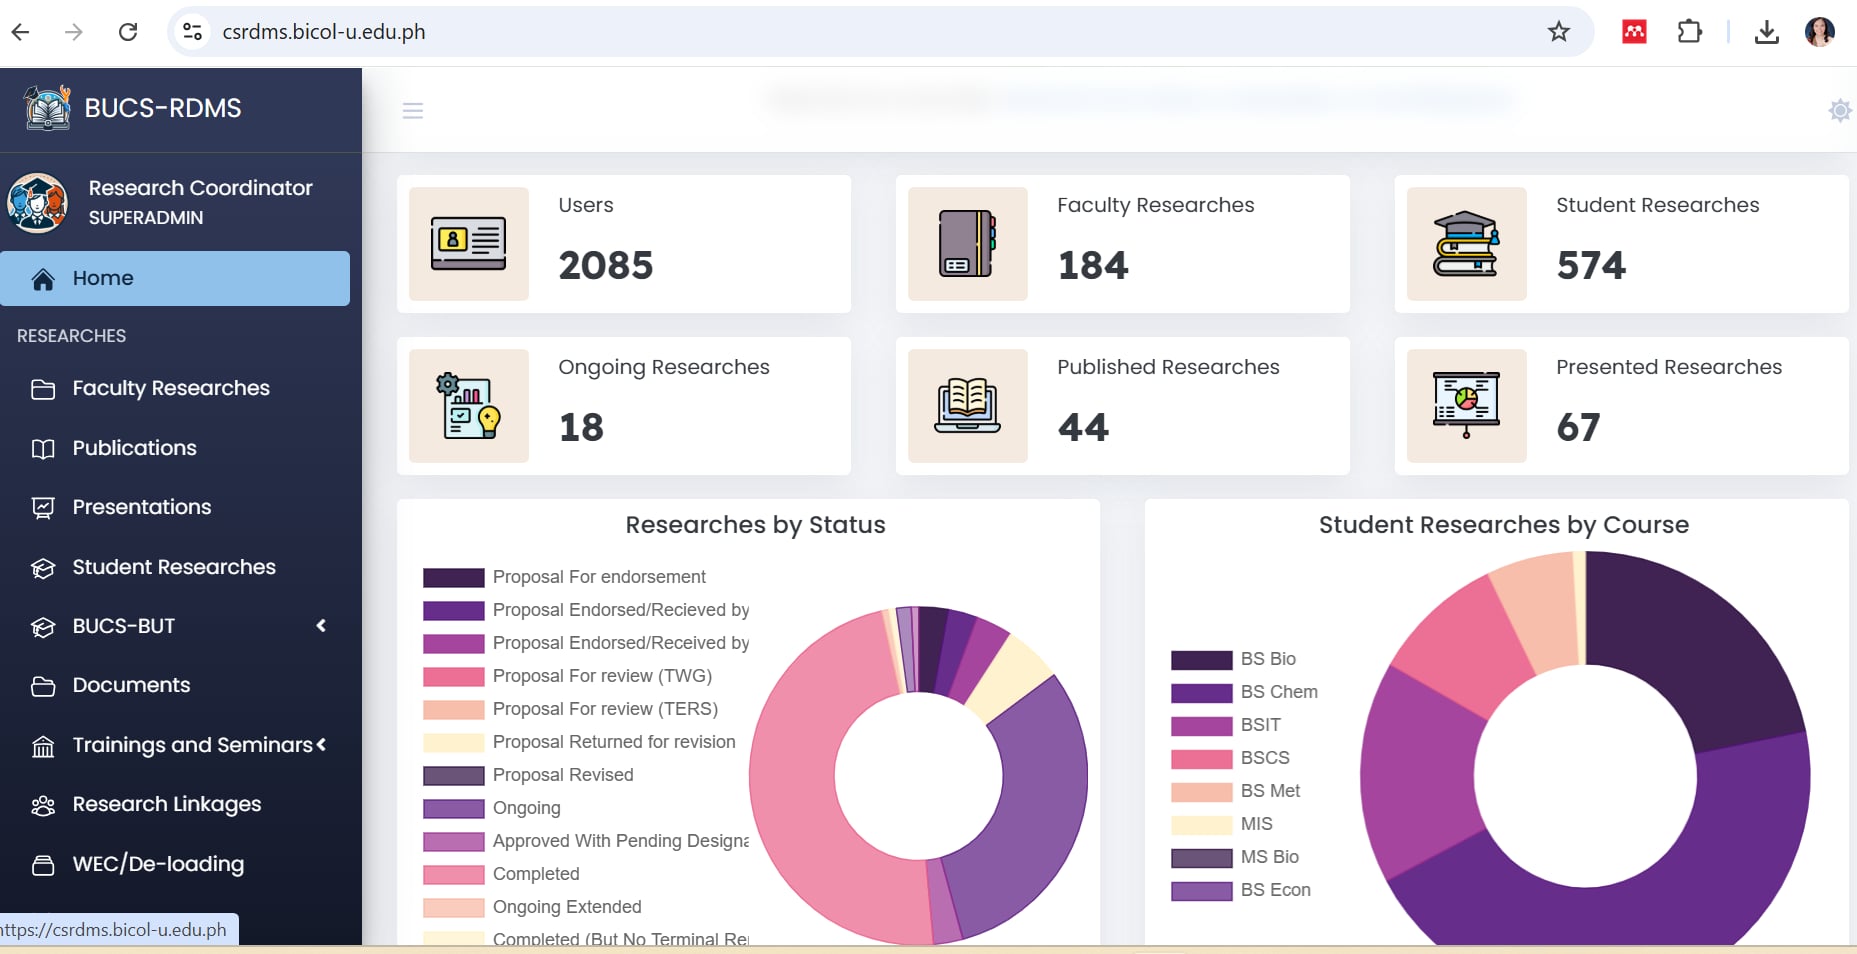 csrdms.bicol-u.edu.ph
BUCS-RDMS
Research Coordinator
SUPERADMIN
Home
RESEARCHES
Faculty Researches
Publications
Presentations
Student Researches
BUCS-BUT
Documents
Trainings and Seminars
Research Linkages
WEC/De-loading
https://csrdms.bicol-u.edu.ph
Users
2085
Faculty Researches
184
Student Researches
574
Ongoing Researches
18
Published Researches
44
Presented Researches
67
Researches by Status
Proposal For endorsement
Proposal Endorsed/Recieved by
Proposal Endorsed/Received by
Proposal For review (TWG)
Proposal For review (TERS)
Proposal Returned for revision
Proposal Revised
Ongoing
Approved With Pending Designa
Completed
Ongoing Extended
Completed (But No Terminal Re
Student Researches by Course
BS Bio
BS Chem
BSIT
BSCS
BS Met
MIS
MS Bio
BS Econ